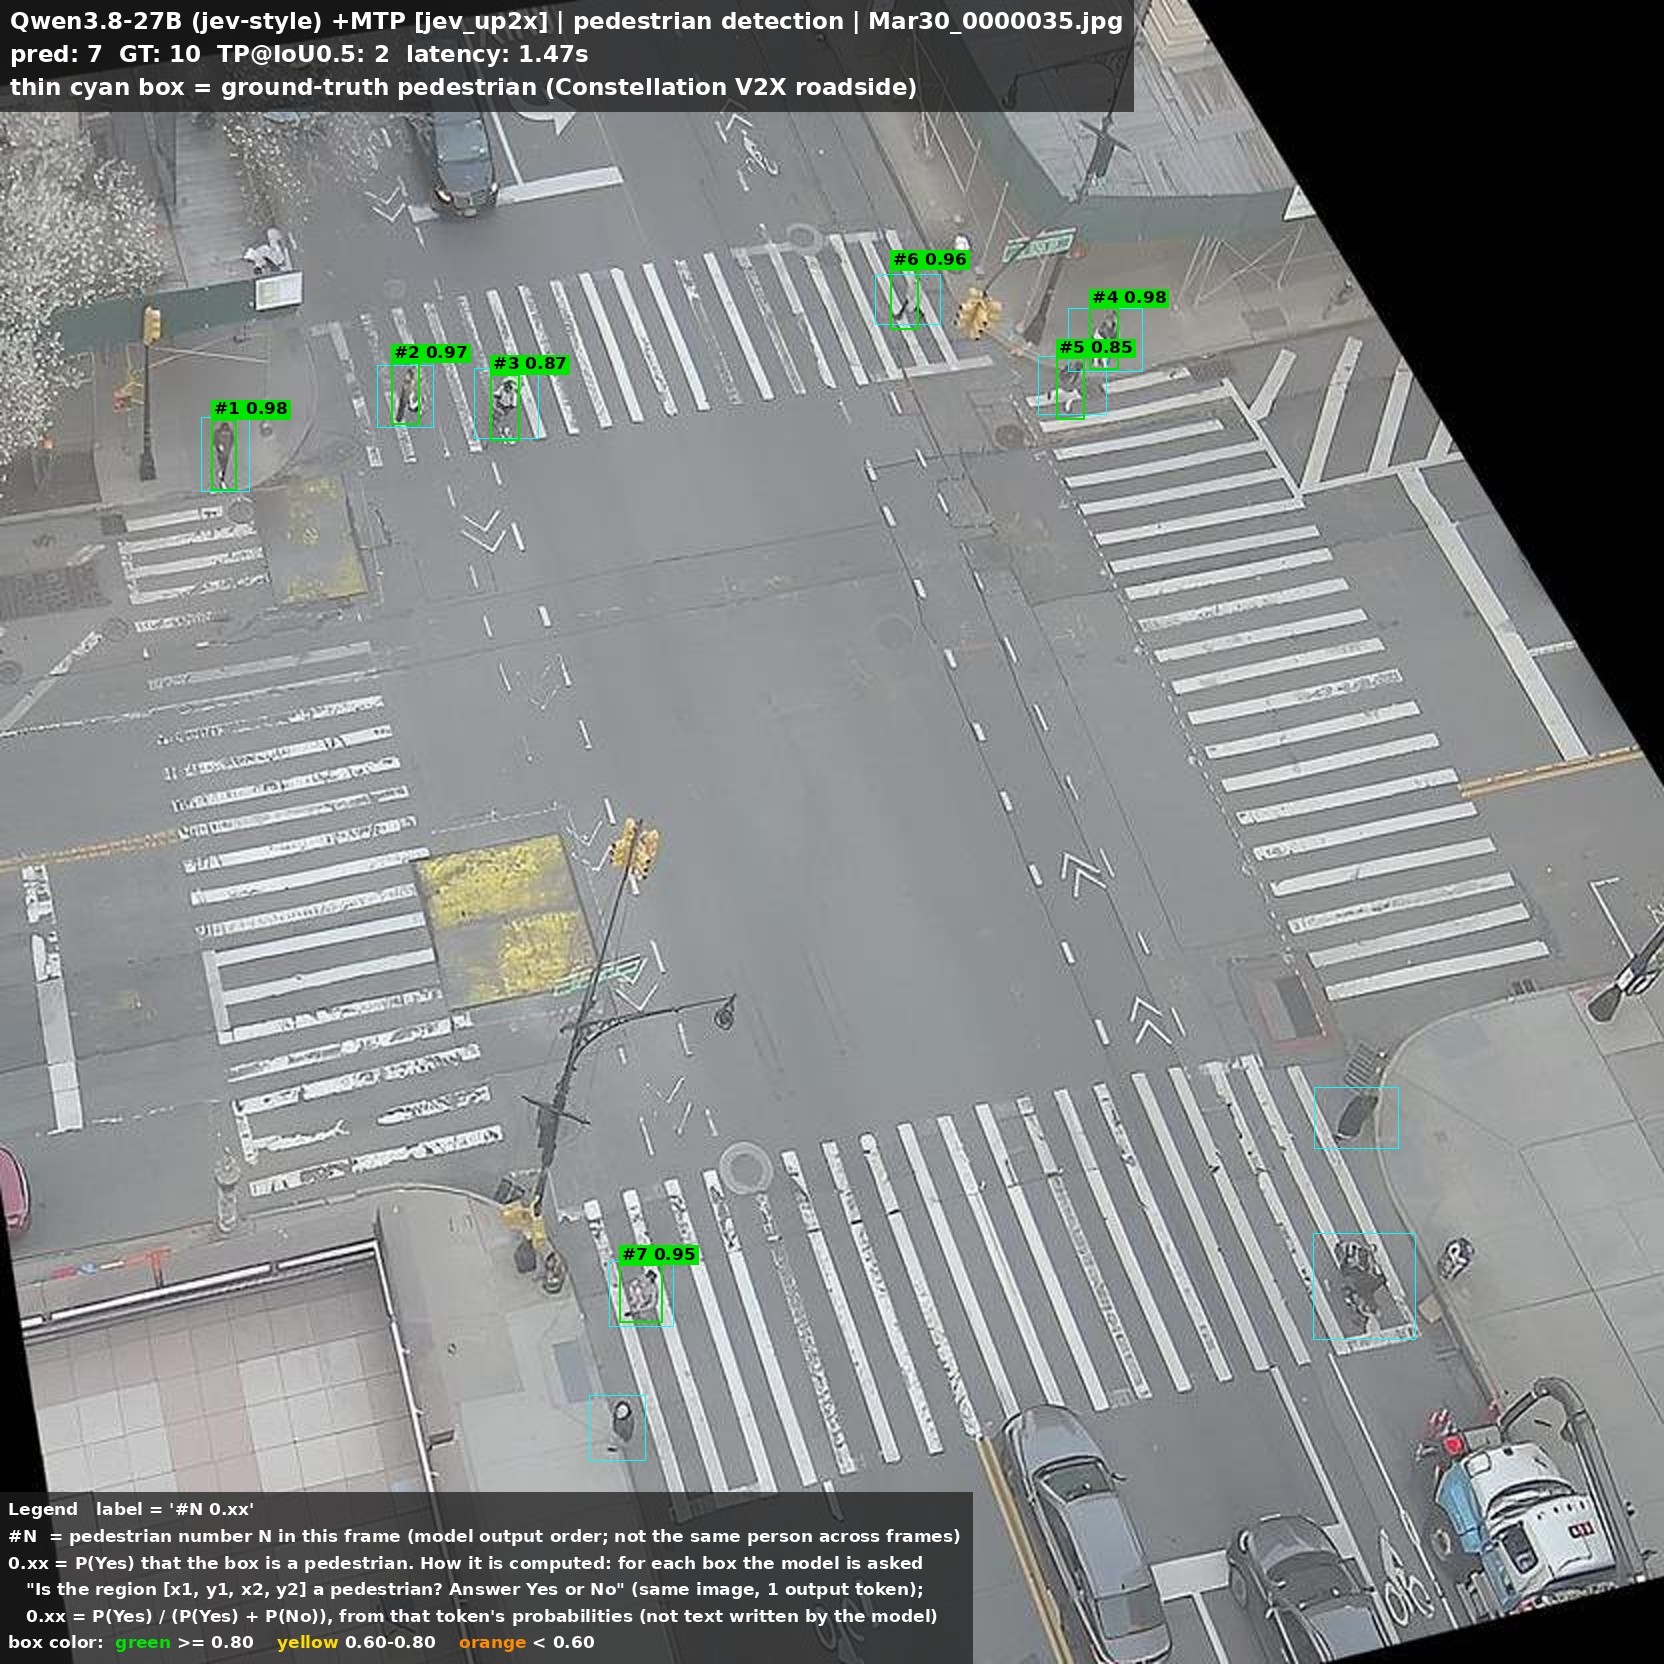 Qwen3.8-27B (jev-style) +MTP [jev_up2x] | pedestrian detection | Mar30_0000035.jpg
pred: 7  GT: 10  TP@IoU0.5: 2  latency: 1.47s
thin cyan box = ground-truth pedestrian (Constellation V2X roadside)
#6 0.96
#4 0.98
#5 0.85
#2 0.97
#3 0.87
#1 0.98
#7 0.95
Legend   label = '#N 0.xx'
#N  = pedestrian number N in this frame (model output order; not the same person across frames)
0.xx = P(Yes) that the box is a pedestrian. How it is computed: for each box the model is asked
"Is the region [x1, y1, x2, y2] a pedestrian? Answer Yes or No" (same image, 1 output token);
0.xx = P(Yes) / (P(Yes) + P(No)), from that token's probabilities (not text written by the model)
box color:  green >= 0.80    yellow 0.60-0.80    orange < 0.60